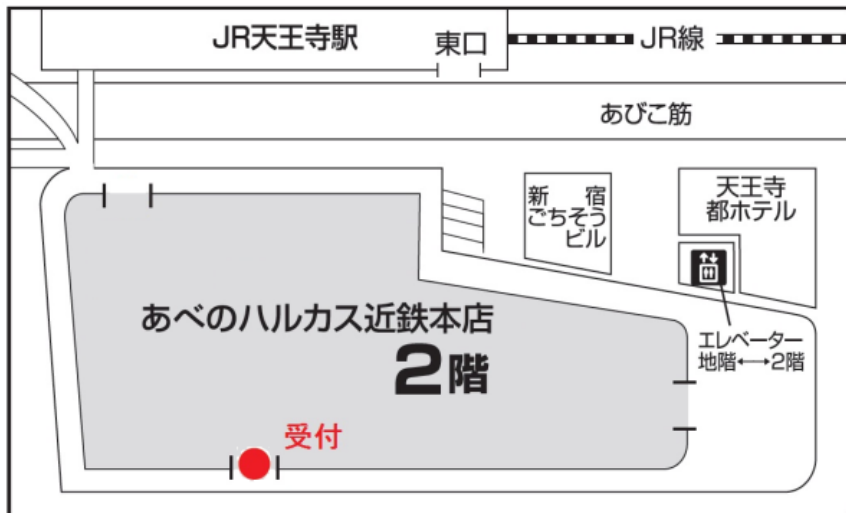 JR天王寺駅
東口
JR線
あびこ筋
新　宿
ごちそう
ビル
天王寺
都ホテル
あべのハルカス近鉄本店
2階
エレベーター
地階←→2階
受付